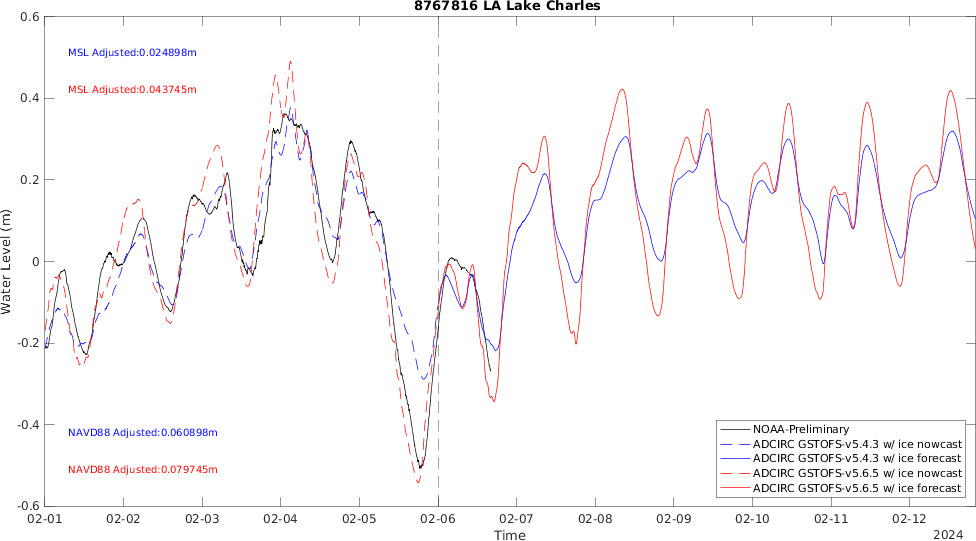 8767816 LA Lake Charles
0.6
0.4
0.2
0
-0.2
-0.4
-0.6
Water Level (m)
MSL Adjusted:0.024898m
MSL Adjusted:0.043745m
NAVD88 Adjusted:0.060898m
NAVD88 Adjusted:0.079745m
NOAA-Preliminary
ADCIRC GSTOFS-v5.4.3 w/ ice nowcast
ADCIRC GSTOFS-v5.4.3 w/ ice forecast
ADCIRC GSTOFS-v5.6.5 w/ ice nowcast
ADCIRC GSTOFS-v5.6.5 w/ ice forecast
02-01 02-02 02-03 02-04 02-05 02-06 02-07 02-08 02-09 02-10 02-11 02-12
Time
2024